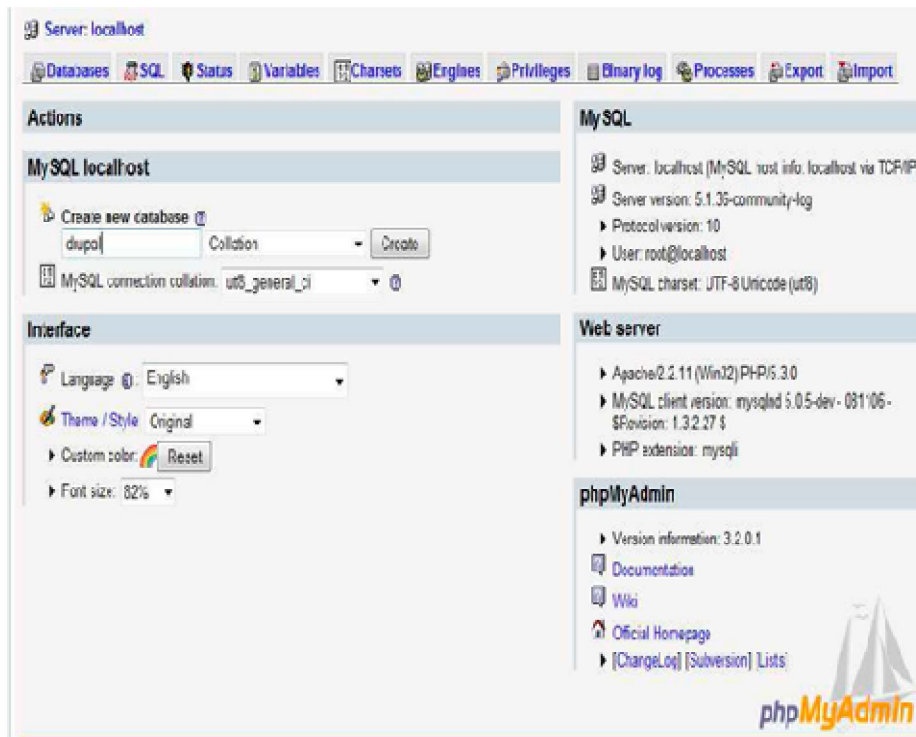 Server: localhost
Databases SQL Status Variables Charsets Engines Privileges Binary log Processes Export Import
Actions
MySQL localhost
Create new database
drupal Collation Create
MySQL connection collation: utf8_general_ci
Interface
Language : English
Theme / Style Original
Custom color: Reset
Font size: 82%
MySQL
Server: localhost (MySQL host info: localhost via TCP/IP
Server version: 5.1.36-community-log
Protocol version: 10
User: root@localhost
MySQL charset: UTF-8 Unicode (utf8)
Web server
Apache/2.2.11 (Win32) PHP/5.3.0
MySQL client version: mysqlnd 5.0.5-dev - 081106 -
$Revision: 1.3.2.27 $
PHP extension: mysqli
phpMyAdmin
Version information: 3.2.0.1
Documentation
Wiki
Official Homepage
[ChangeLog] [Subversion] [Lists]
phpMyAdmin